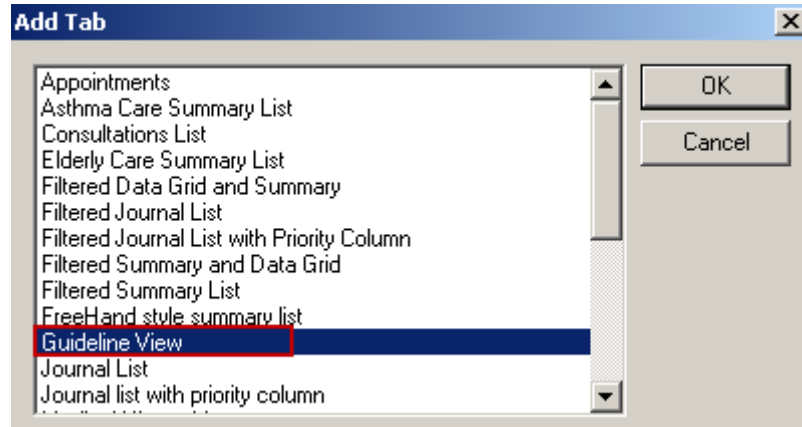 Add Tab
Appointments
Asthma Care Summary List
Consultations List
Elderly Care Summary List
Filtered Data Grid and Summary
Filtered Journal List
Filtered Journal List with Priority Column
Filtered Summary and Data Grid
Filtered Summary List
FreeHand style summary list
Guideline View
Journal List
Journal list with priority column
OK
Cancel